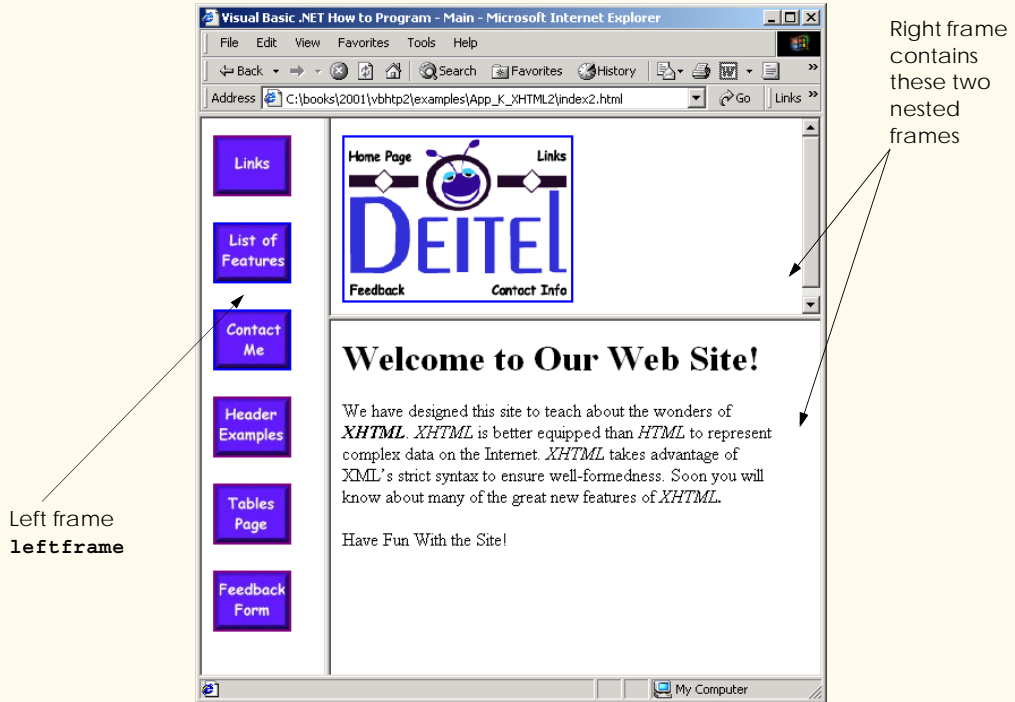 Visual Basic .NET How to Program - Main - Microsoft Internet Explorer
File Edit View Favorites Tools Help
Back Search Favorites History »
Address C:\books\2001\vbhtp2\examples\App_K_XHTML2\index2.html Go Links »
Links
List of
Features
Contact
Me
Header
Examples
Tables
Page
Feedback
Form
Home Page Links
DEITEL
Feedback Contact Info
Welcome to Our Web Site!
We have designed this site to teach about the wonders of
XHTML. XHTML is better equipped than HTML to represent
complex data on the Internet. XHTML takes advantage of
XML's strict syntax to ensure well-formedness. Soon you will
know about many of the great new features of XHTML.
Have Fun With the Site!
My Computer
Right frame
contains
these two
nested
frames
Left frame
leftframe